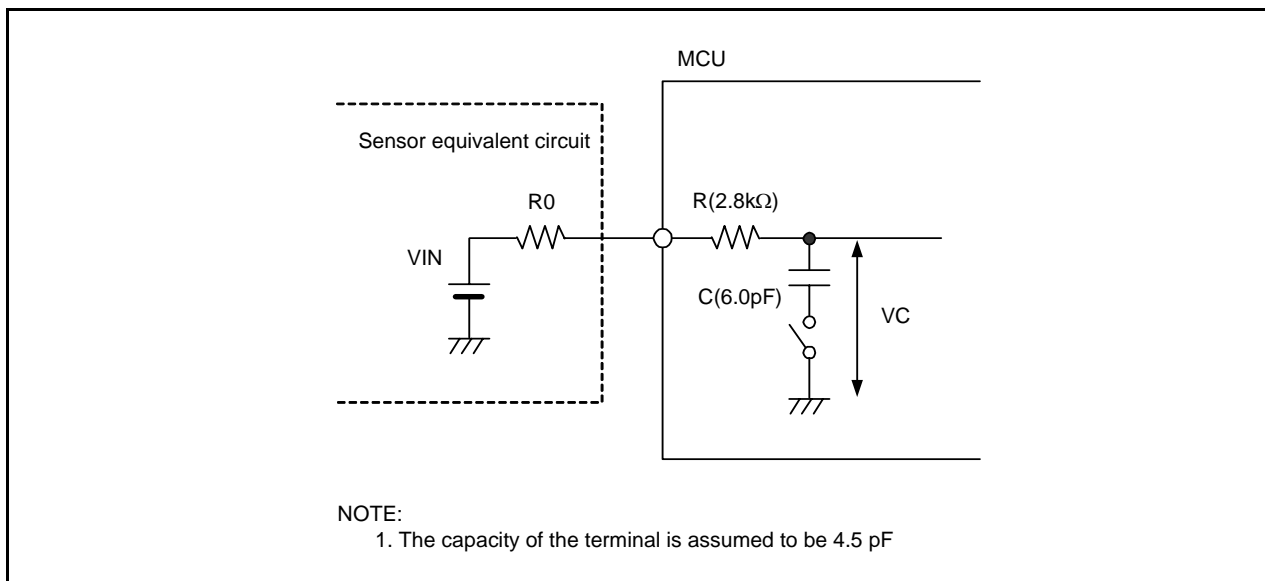 MCU
Sensor equivalent circuit
R0
R(2.8kΩ)
VIN
C(6.0pF)
VC
NOTE:
1. The capacity of the terminal is assumed to be 4.5 pF